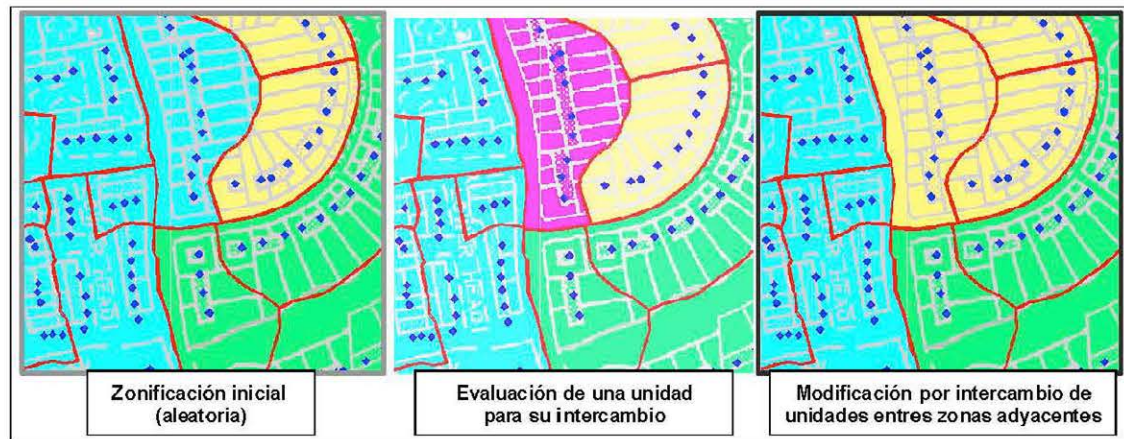 Zonificación inicial
(aleatoria)
Evaluación de una unidad
para su intercambio
Modificación por intercambio de
unidades entres zonas adyacentes